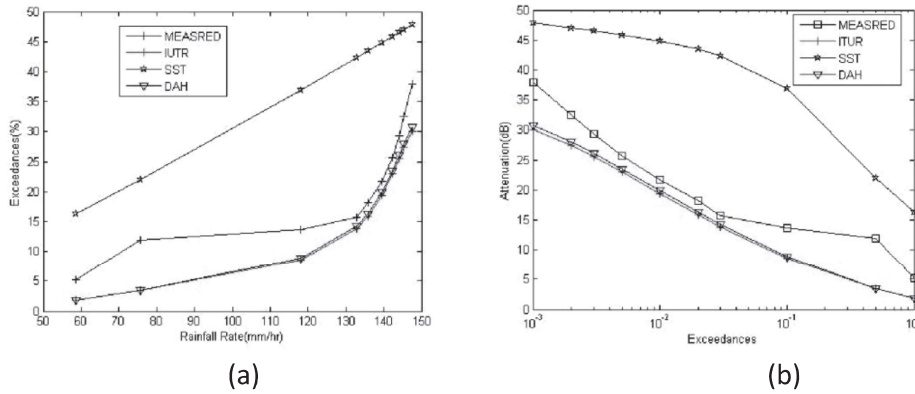 50
45
40
35
30
25
20
15
10
5
0
Exceedances(%)
MEASRED
IUTR
SST
DAH
50 60 70 80 90 100 110 120 130 140 150
Rainfall Rate(mm/hr)
(a)
50
45
40
35
30
25
20
15
10
5
0
Attenuation(dB)
MEASRED
ITUR
SST
DAH
10-3 10-2 10-1 10
Exceedances
(b)